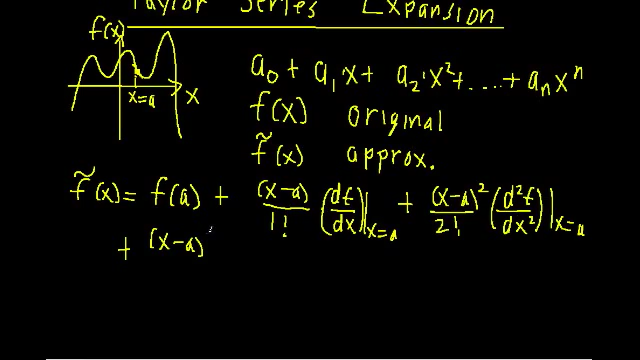 Taylor Series Expansion
f(x)
x=a
x
a₀ + a₁x + a₂·x² + .... + aₙxⁿ
f(x) original
f̃(x) approx.
f̃(x) = f(a) + (x-a)/1! (df/dx)|ₓ₌ₐ + (x-a)²/2! (d²f/dx²)|ₓ₌ₐ
+ (x-a)